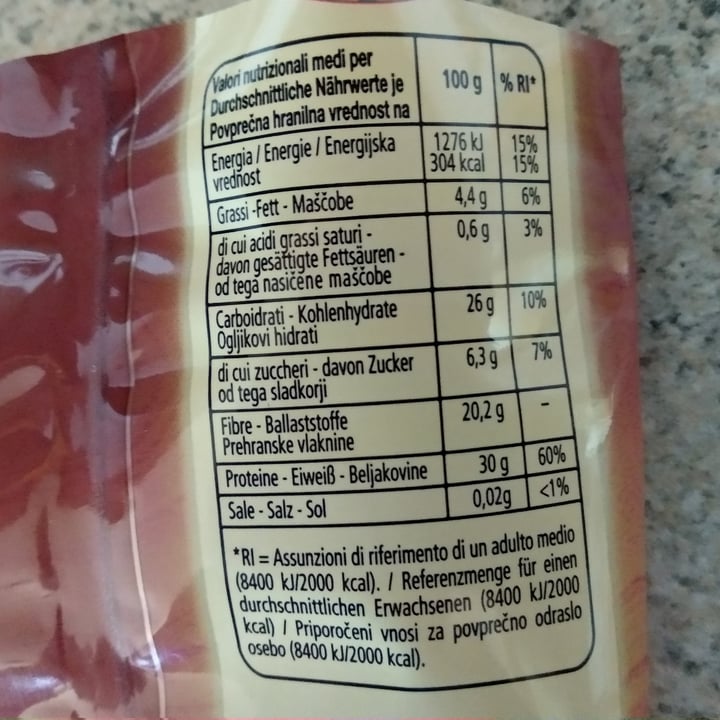 Valori nutrizionali medi per
Durchschnittliche Nährwerte je
Povprečna hranilna vrednost na
100 g % RI*
Energia / Energie / Energijska
vrednost
1276 kJ 15%
304 kcal 15%
Grassi -Fett - Maščobe 4,4 g 6%
di cui acidi grassi saturi -
davon gesättigte Fettsäuren -
od tega nasičene maščobe
0,6 g 3%
Carboidrati - Kohlenhydrate
Ogljikovi hidrati
26 g 10%
di cui zuccheri - davon Zucker
od tega sladkorji
6,3 g 7%
Fibre - Ballaststoffe
Prehranske vlaknine
20,2 g -
Proteine - Eiweiß - Beljakovine 30 g 60%
Sale - Salz - Sol 0,02g <1%
*RI = Assunzioni di riferimento di un adulto medio
(8400 kJ/2000 kcal). / Referenzmenge für einen
durchschnittlichen Erwachsenen (8400 kJ/2000
kcal) / Priporočeni vnosi za povprečno odraslo
osebo (8400 kJ/2000 kcal).